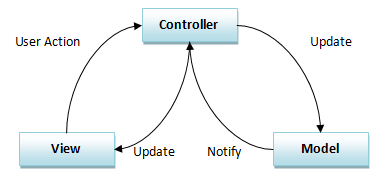 Controller
User Action
Update
View
Update
Notify
Model